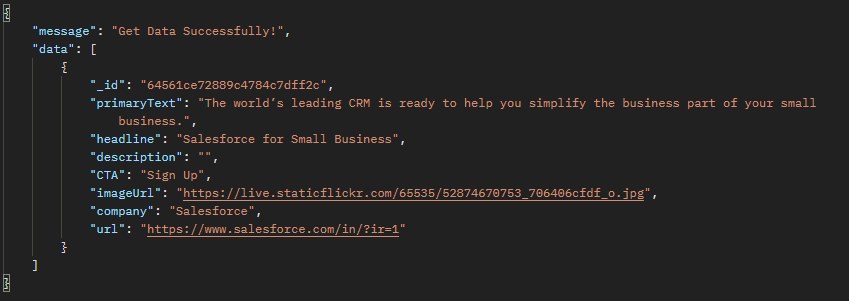 {
"message": "Get Data Successfully!",
"data": [
{
"_id": "64561ce72889c4784c7dff2c",
"primaryText": "The world’s leading CRM is ready to help you simplify the business part of your small
business.",
"headline": "Salesforce for Small Business",
"description": "",
"CTA": "Sign Up",
"imageUrl": "https://live.staticflickr.com/65535/52874670753_706406cfdf_o.jpg",
"company": "Salesforce",
"url": "https://www.salesforce.com/in/?ir=1"
}
]
}